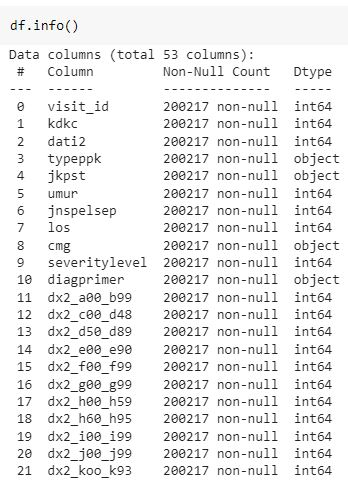 df.info()
Data columns (total 53 columns):
 #   Column         Non-Null Count   Dtype
---  ------         --------------   -----
 0   visit_id       200217 non-null  int64
 1   kdkc           200217 non-null  int64
 2   dati2          200217 non-null  int64
 3   typeppk        200217 non-null  object
 4   jkpst          200217 non-null  object
 5   umur           200217 non-null  int64
 6   jnspelsep      200217 non-null  int64
 7   los            200217 non-null  int64
 8   cmg            200217 non-null  object
 9   severitylevel  200217 non-null  int64
 10  diagprimer     200217 non-null  object
 11  dx2_a00_b99    200217 non-null  int64
 12  dx2_c00_d48    200217 non-null  int64
 13  dx2_d50_d89    200217 non-null  int64
 14  dx2_e00_e90    200217 non-null  int64
 15  dx2_f00_f99    200217 non-null  int64
 16  dx2_g00_g99    200217 non-null  int64
 17  dx2_h00_h59    200217 non-null  int64
 18  dx2_h60_h95    200217 non-null  int64
 19  dx2_i00_i99    200217 non-null  int64
 20  dx2_j00_j99    200217 non-null  int64
 21  dx2_koo_k93    200217 non-null  int64